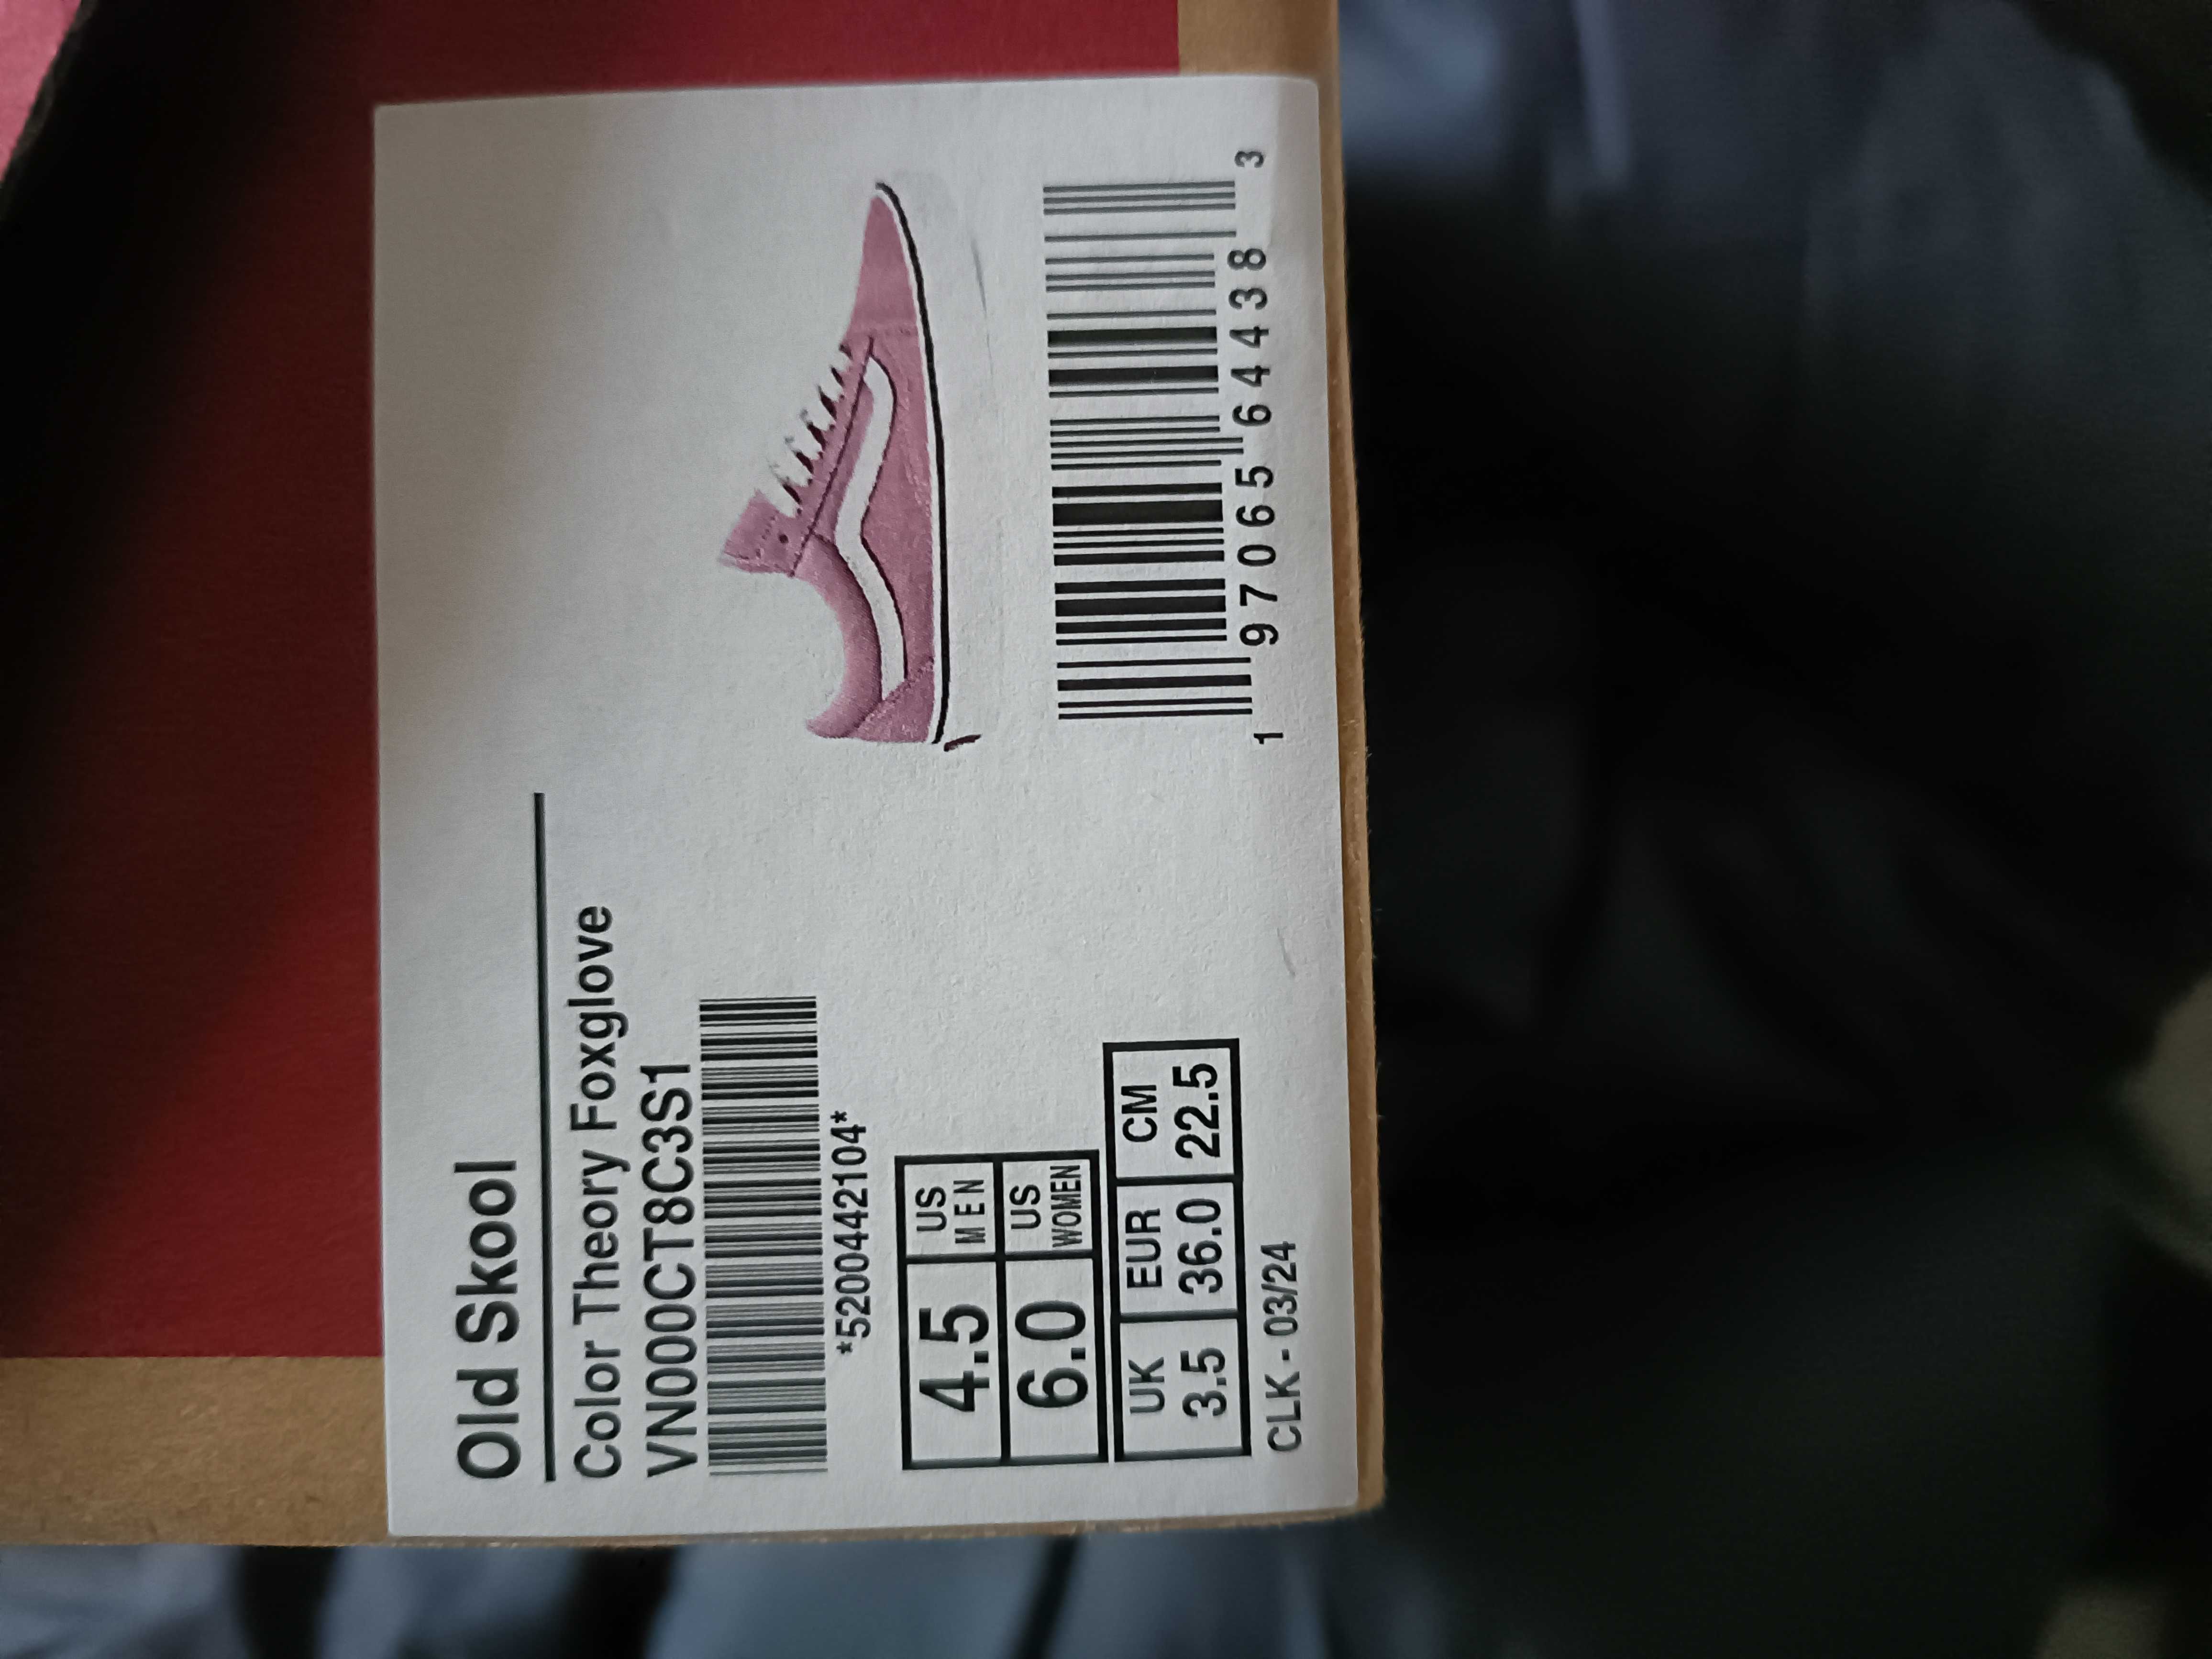 Old Skool
Color Theory Foxglove
VN000CT8C3S1
*5200442104*
4.5 US MEN
6.0 US WOMEN
UK EUR CM
3.5 36.0 22.5
CLK - 03/24
1 97065 64438 3